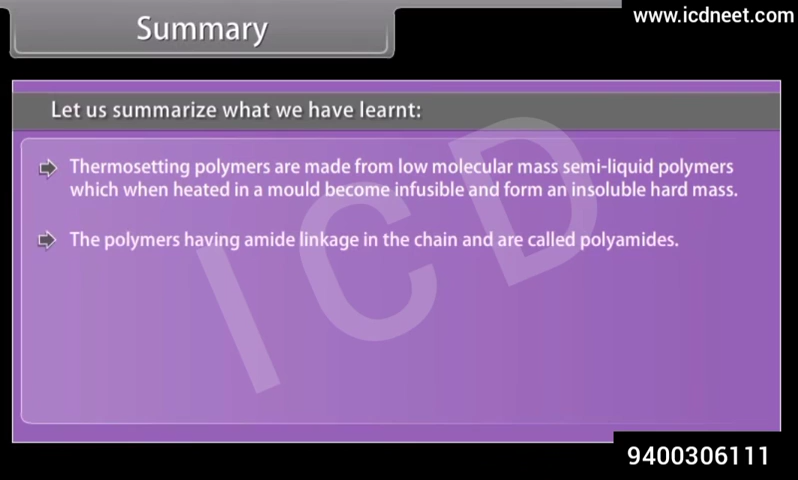 www.icdneet.com
Summary
Let us summarize what we have learnt:
Thermosetting polymers are made from low molecular mass semi-liquid polymers
which when heated in a mould become infusible and form an insoluble hard mass.
The polymers having amide linkage in the chain and are called polyamides.
ICD
9400306111